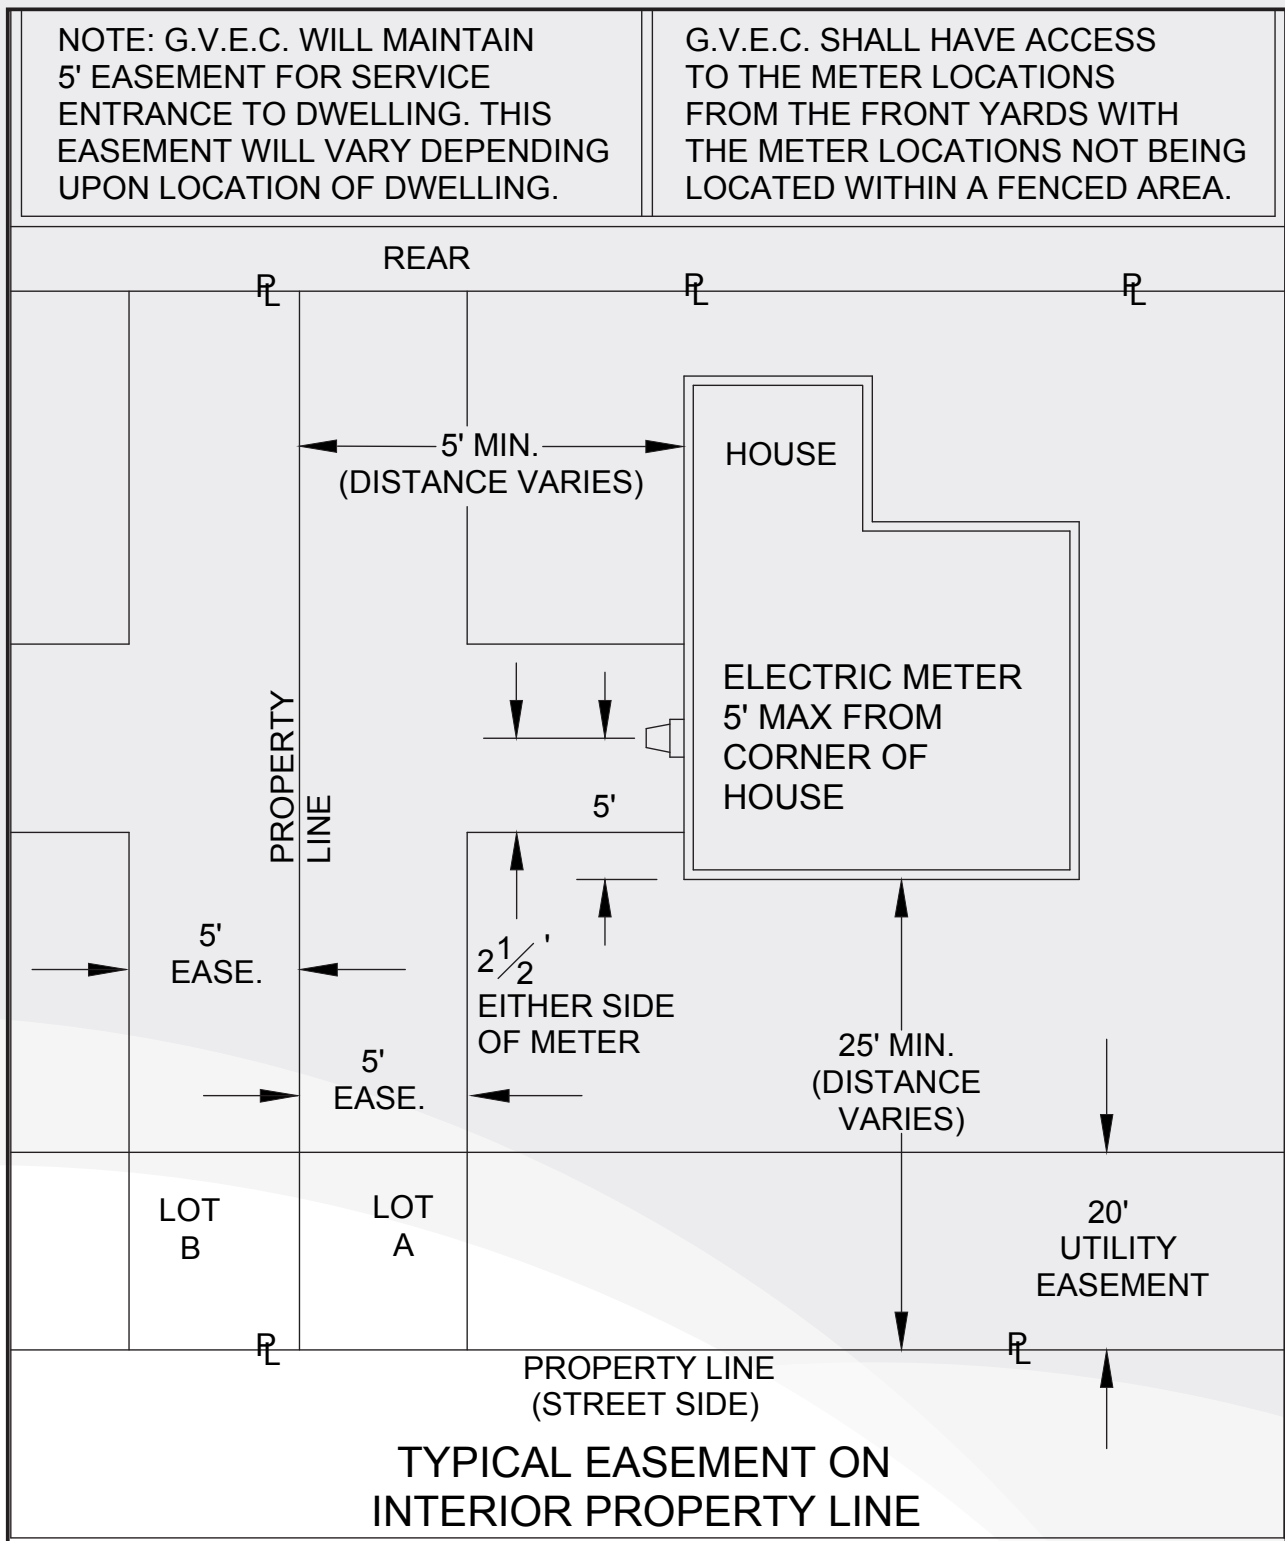 NOTE: G.V.E.C. WILL MAINTAIN
5' EASEMENT FOR SERVICE
ENTRANCE TO DWELLING. THIS
EASEMENT WILL VARY DEPENDING
UPON LOCATION OF DWELLING.
G.V.E.C. SHALL HAVE ACCESS
TO THE METER LOCATIONS
FROM THE FRONT YARDS WITH
THE METER LOCATIONS NOT BEING
LOCATED WITHIN A FENCED AREA.
REAR
PL
PL
PL
5' MIN.
(DISTANCE VARIES)
HOUSE
ELECTRIC METER
5' MAX FROM
CORNER OF
HOUSE
PROPERTY
LINE
5'
5'
EASE.
2 1/2 '
EITHER SIDE
OF METER
5'
EASE.
25' MIN.
(DISTANCE
VARIES)
LOT
B
LOT
A
20'
UTILITY
EASEMENT
PL
PL
PROPERTY LINE
(STREET SIDE)
TYPICAL EASEMENT ON
INTERIOR PROPERTY LINE